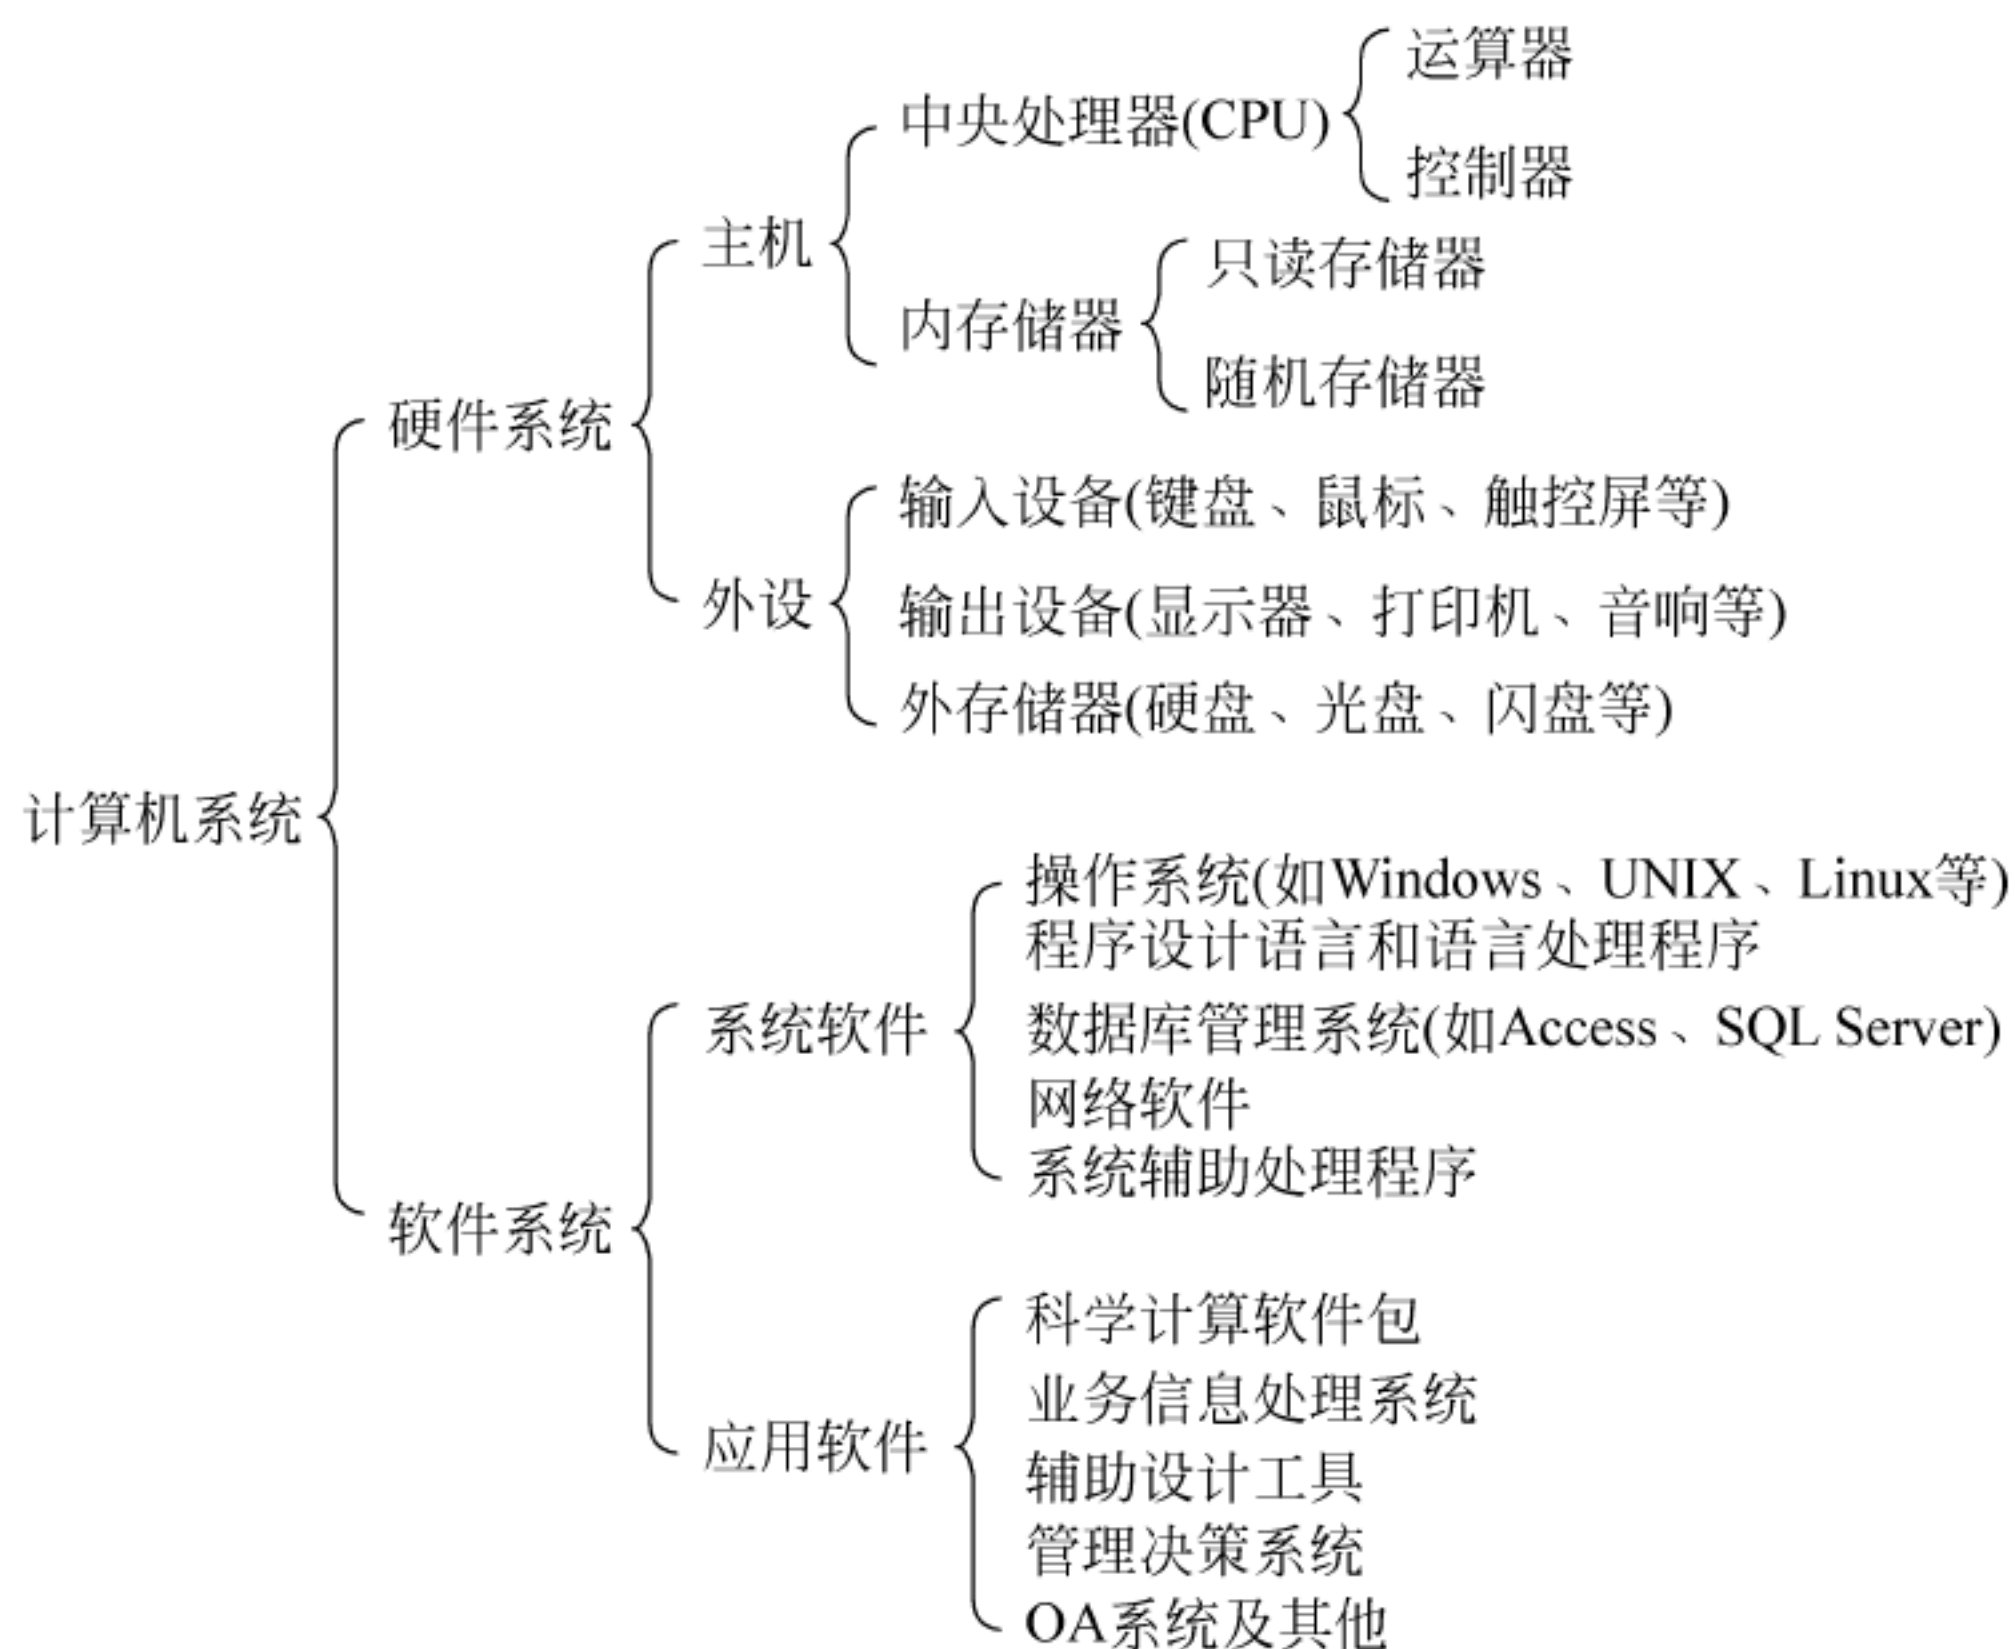 运算器
中央处理器(CPU)
控制器
主机
只读存储器
内存储器
随机存储器
硬件系统
输入设备(键盘、鼠标、触控屏等)
外设
输出设备(显示器、打印机、音响等)
外存储器(硬盘、光盘、闪盘等)
计算机系统
操作系统(如Windows、UNIX、Linux等)
程序设计语言和语言处理程序
系统软件
数据库管理系统(如Access、SQL Server)
网络软件
系统辅助处理程序
软件系统
科学计算软件包
业务信息处理系统
应用软件
辅助设计工具
管理决策系统
OA系统及其他